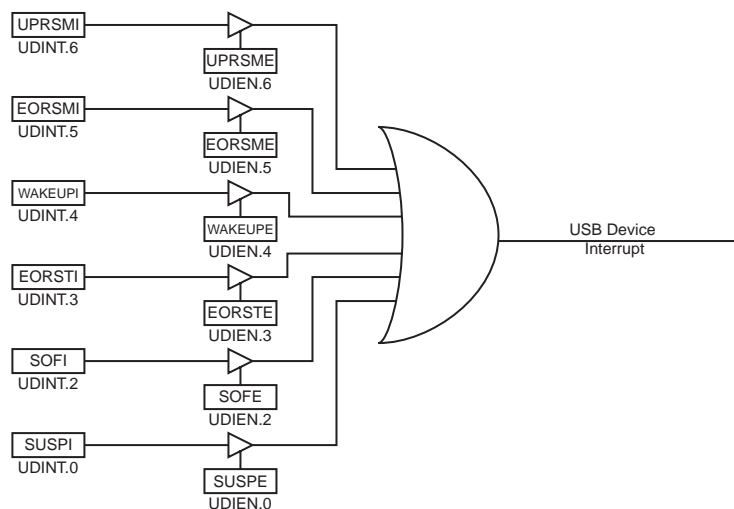 UPRSMI
UDINT.6
UPRSME
UDIEN.6
EORSMI
UDINT.5
EORSME
UDIEN.5
WAKEUPI
UDINT.4
WAKEUPE
UDIEN.4
EORSTI
UDINT.3
EORSTE
UDIEN.3
SOFI
UDINT.2
SOFE
UDIEN.2
SUSPI
UDINT.0
SUSPE
UDIEN.0
USB Device
Interrupt